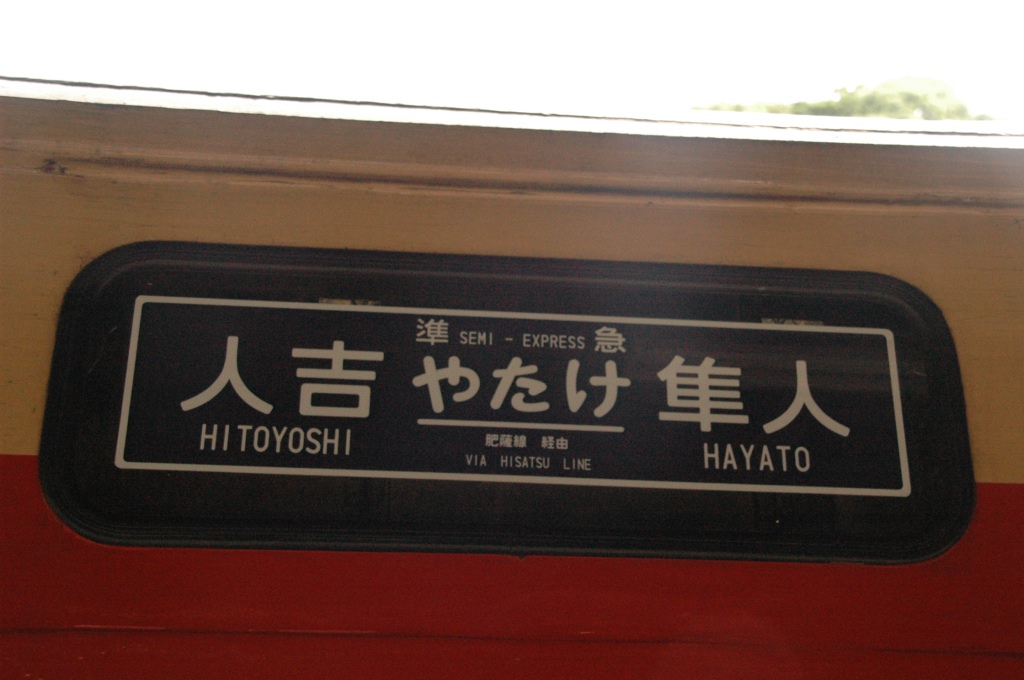 準 SEMI - EXPRESS 急
人吉 やたけ 隼人
HITOYOSHI 肥薩線 経由 HAYATO
VIA HISATSU LINE